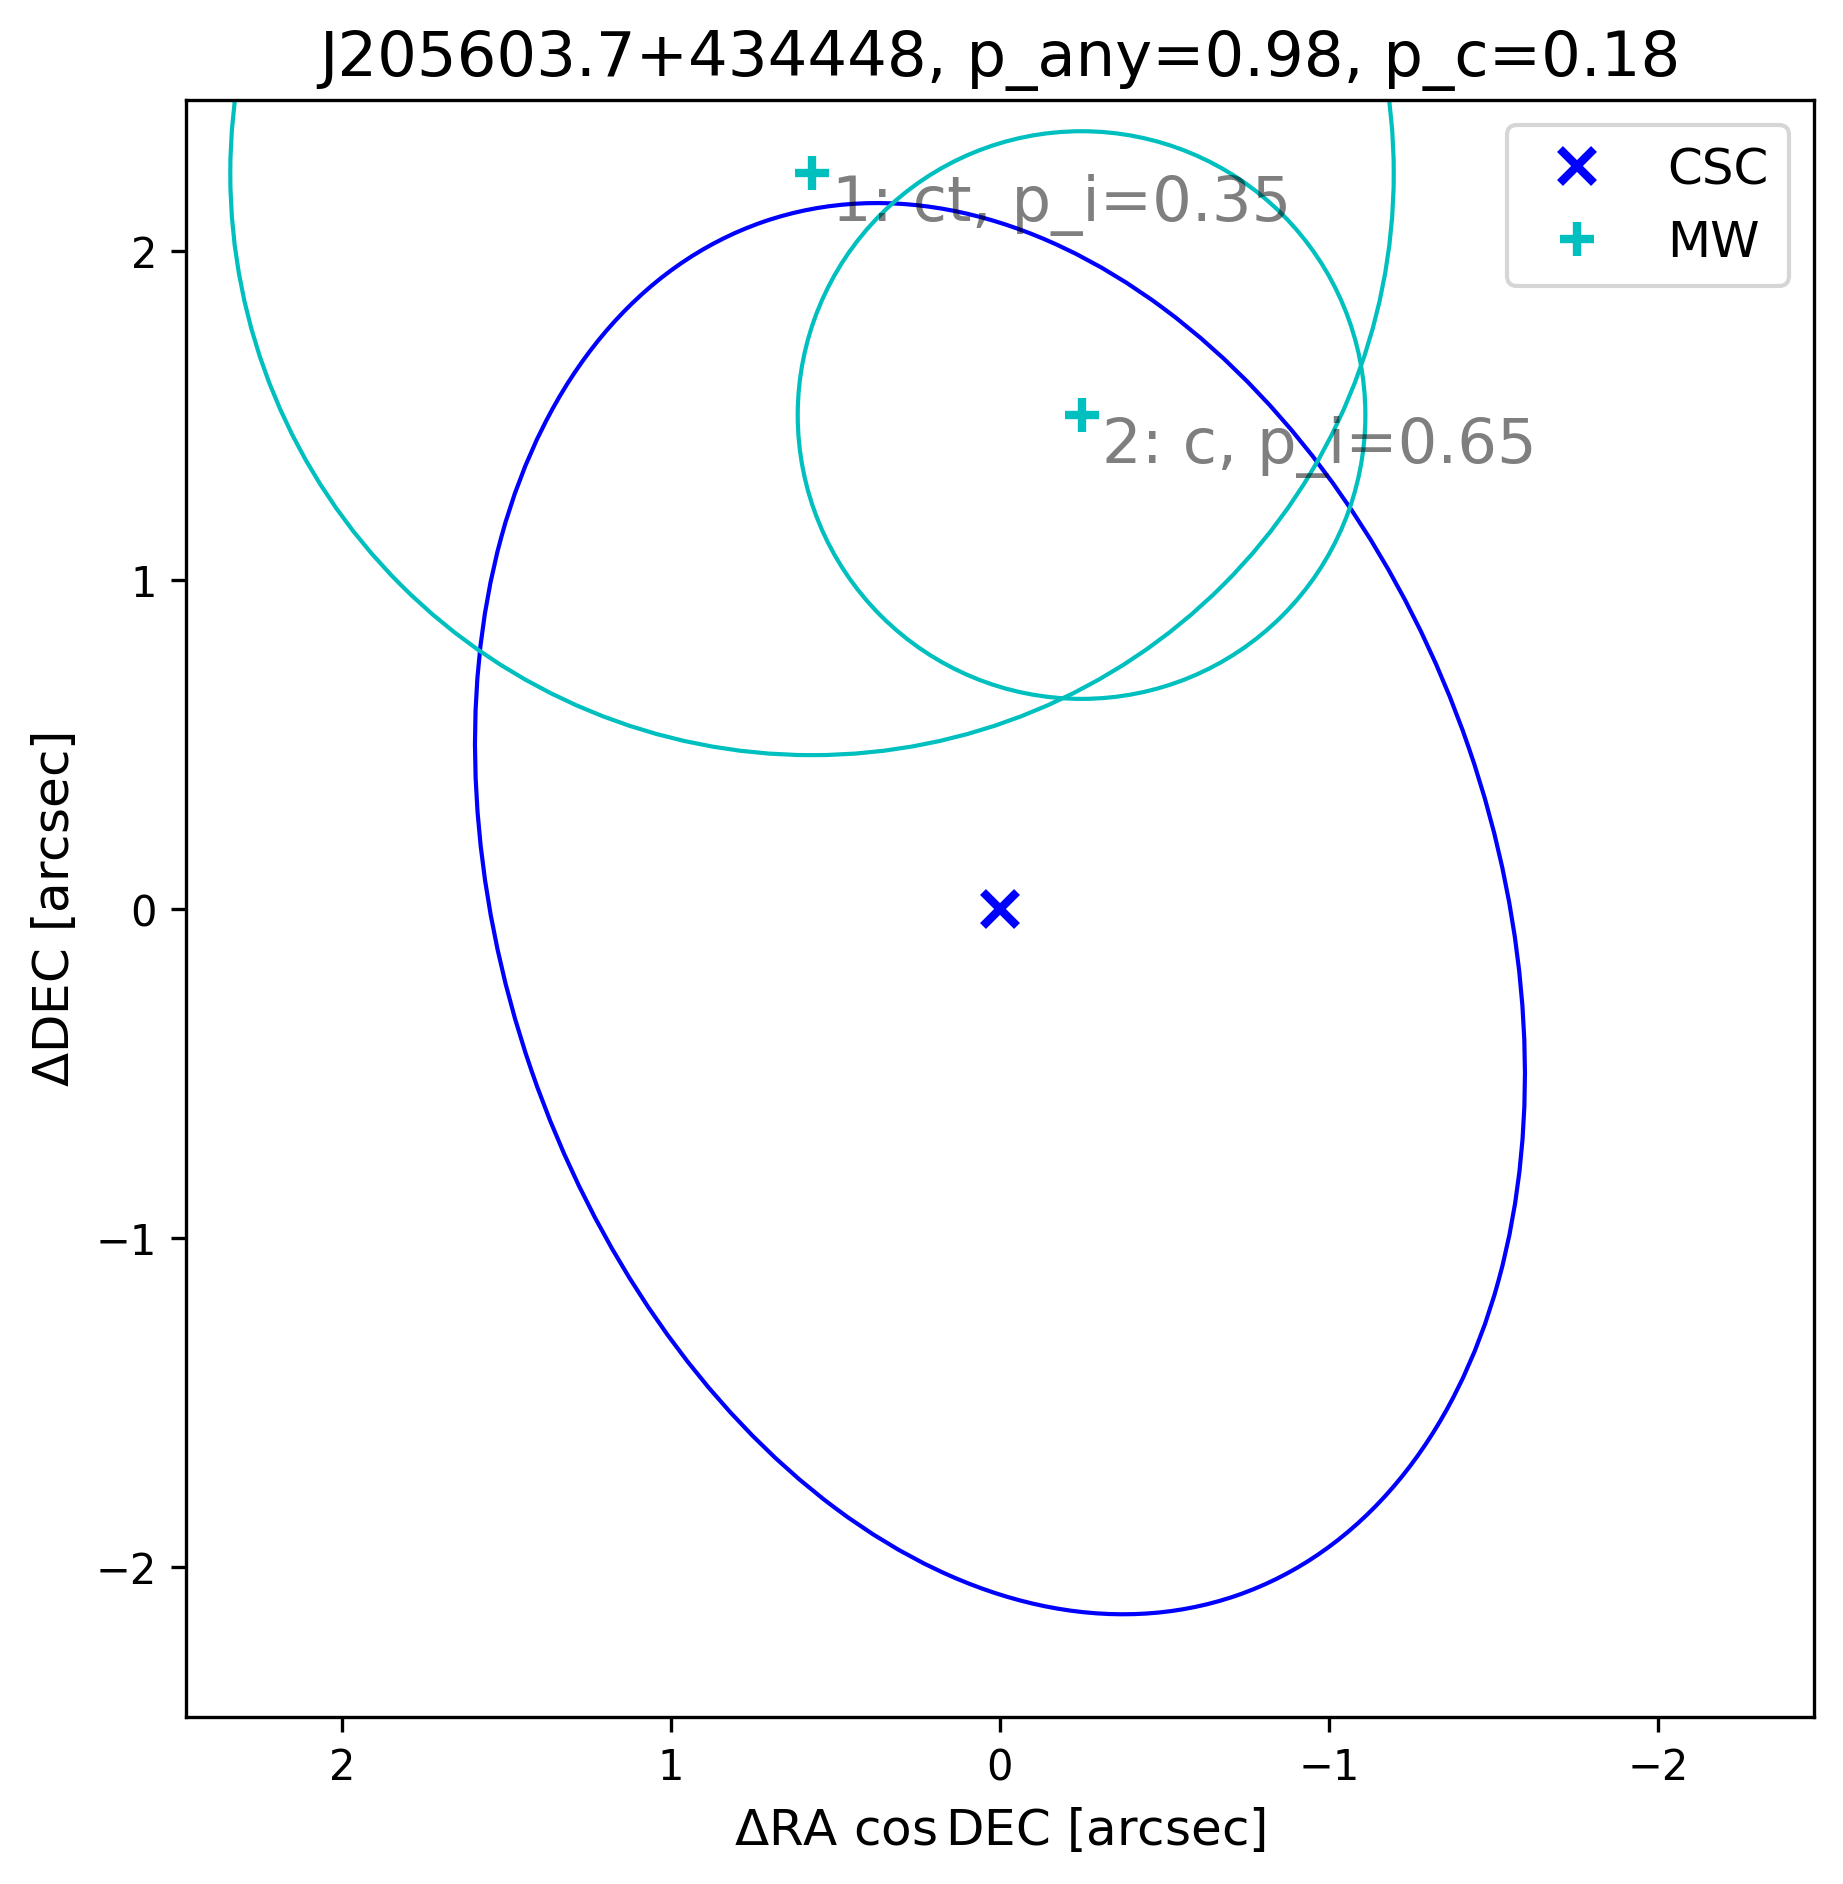 J205603.7+434448, p_any=0.98, p_c=0.18
CSC
MW
1: ct, p_i=0.35
2: c, p_i=0.65
2
1
0
−1
−2
ΔDEC [arcsec]
2 1 0 −1 −2
ΔRA cos DEC [arcsec]